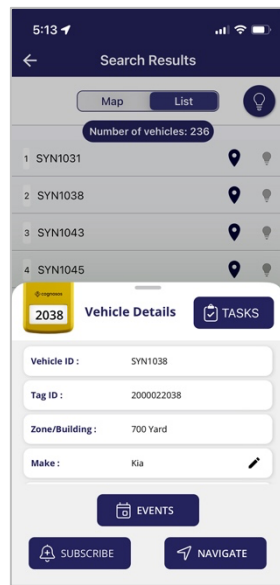 5:13
Search Results
Map List
Number of vehicles: 236
1 SYN1031
2 SYN1038
3 SYN1043
4 SYN1045
cognosos
2038 Vehicle Details TASKS
Vehicle ID : SYN1038
Tag ID : 2000022038
Zone/Building : 700 Yard
Make : Kia
EVENTS
SUBSCRIBE NAVIGATE